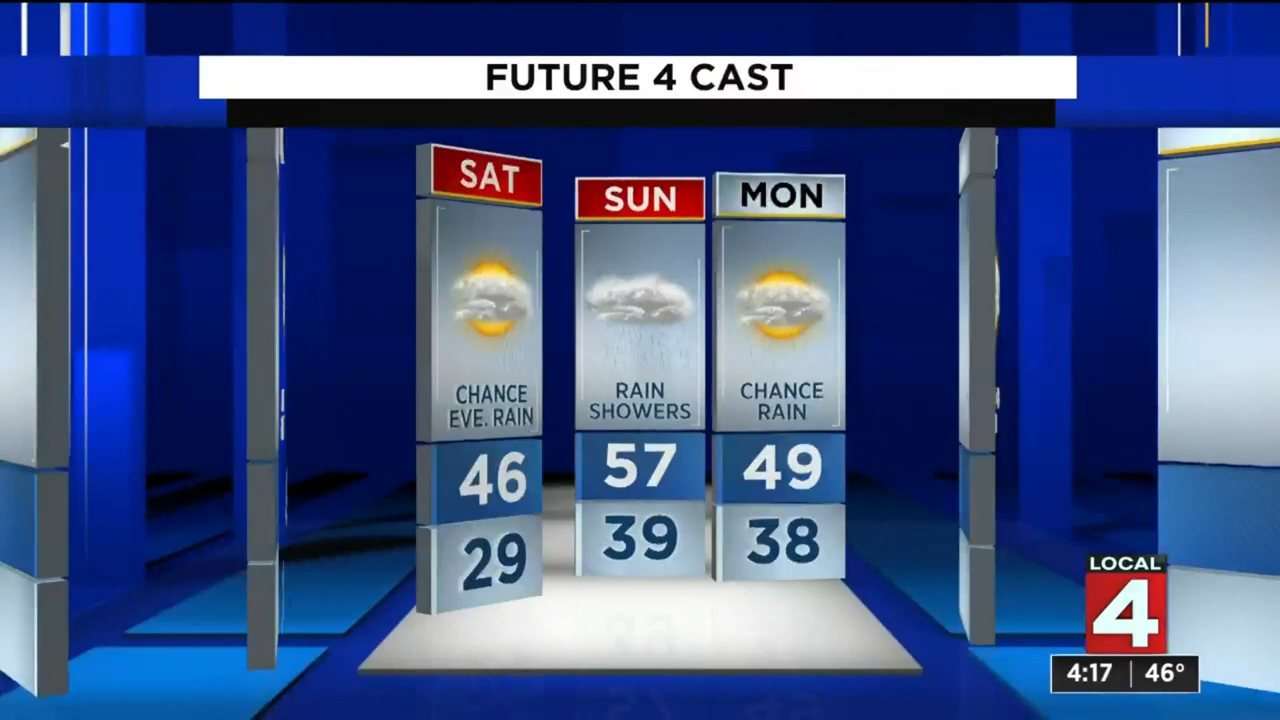 FUTURE 4 CAST
SAT
CHANCE
EVE. RAIN
46
29
SUN
RAIN
SHOWERS
57
39
MON
CHANCE
RAIN
49
38
LOCAL
4
4:17 46°